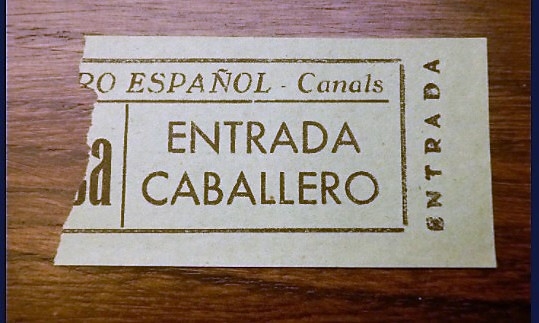 RO ESPAÑOL - Canals
ENTRADA
CABALLERO
ENTRADA